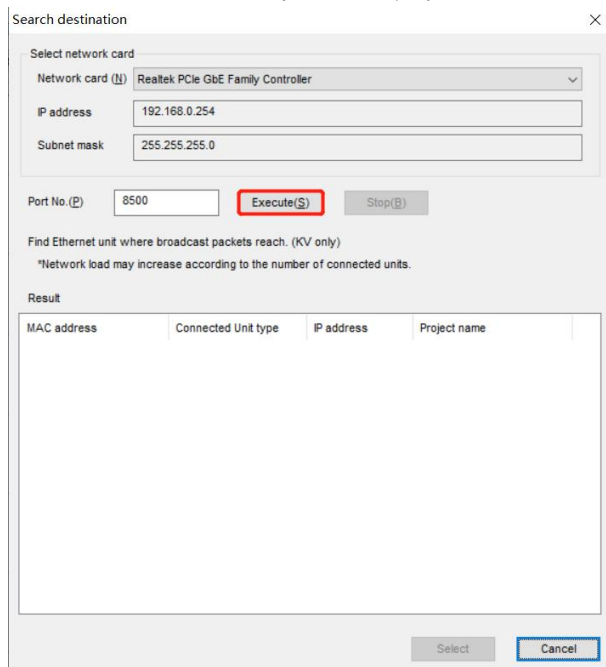 Search destination
Select network card
Network card (N) Realtek PCIe GbE Family Controller
IP address 192.168.0.254
Subnet mask 255.255.255.0
Port No.(P) 8500 Execute(S) Stop(B)
Find Ethernet unit where broadcast packets reach. (KV only)
*Network load may increase according to the number of connected units.
Result
MAC address Connected Unit type IP address Project name
Select Cancel